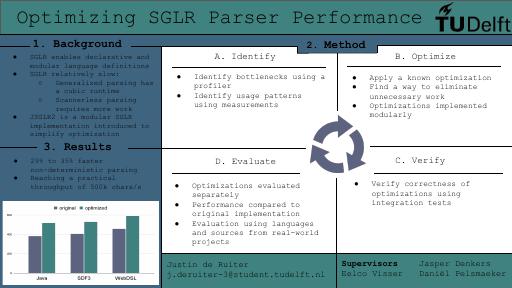 Optimizing SGLR Parser Performance
TUDelft
1. Background
● SGLR enables declarative and
modular language definitions
● SGLR relatively slow:
○ Generalized parsing has
a cubic runtime
○ Scannerless parsing
requires more work
● JSGLR2 is a modular SGLR
implementation introduced to
simplify optimization
3. Results
● 29% to 35% faster
non-deterministic parsing
● Reaching a practical
throughput of 500k chars/s
original optimized
Java SDF3 WebDSL
2. Method
A. Identify
● Identify bottlenecks using a
profiler
● Identify usage patterns
using measurements
B. Optimize
● Apply a known optimization
● Find a way to eliminate
unnecessary work
● Optimizations implemented
modularly
D. Evaluate
● Optimizations evaluated
separately
● Performance compared to
original implementation
● Evaluation using languages
and sources from real-world
projects
C. Verify
● Verify correctness of
optimizations using
integration tests
Justin de Ruiter
j.deruiter-3@student.tudelft.nl
Supervisors Jasper Denkers
Eelco Visser Daniël Pelsmaeker